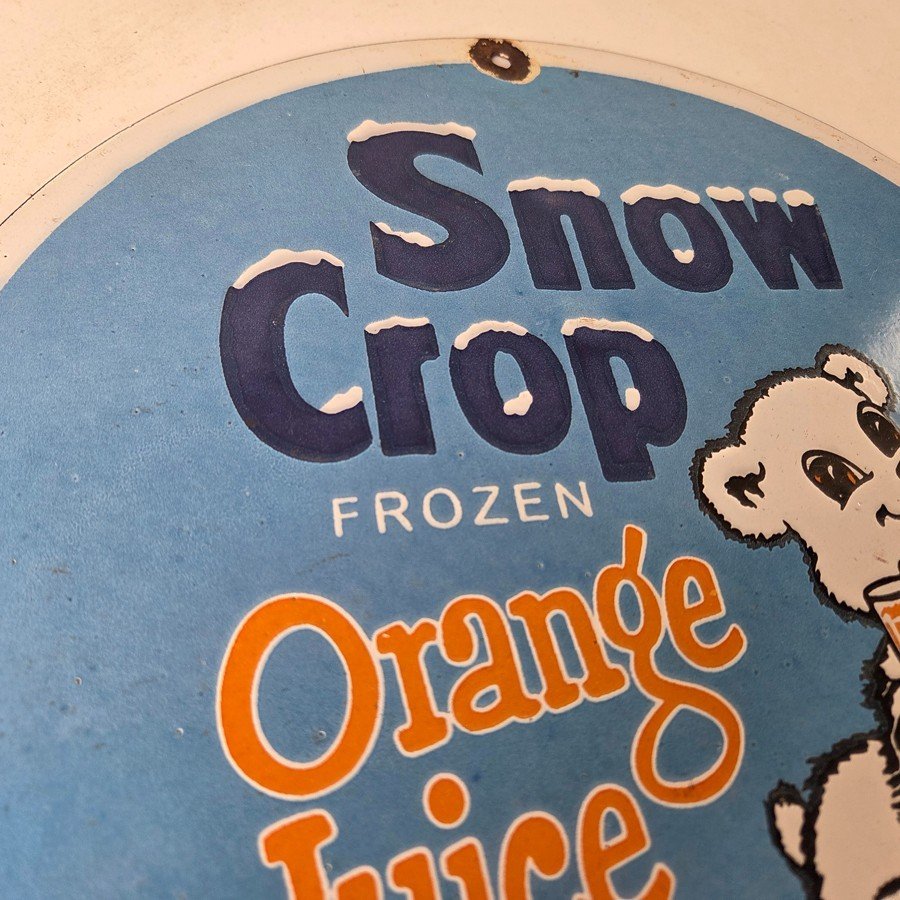 Snow
Crop
FROZEN
Orange
Juice